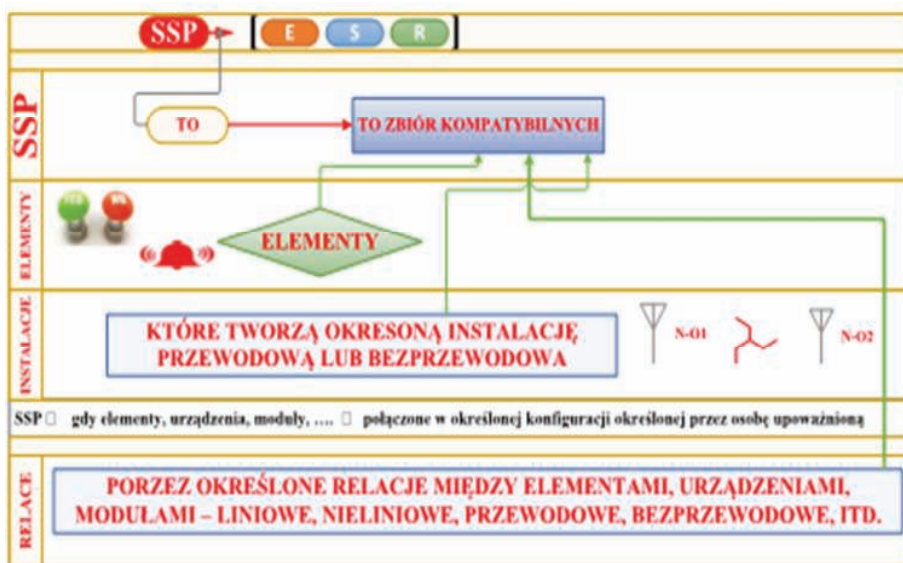 SSP [ E S R ]
SSP
TO
TO ZBIÓR KOMPATYBILNYCH
ELEMENTY
ELEMENTY
INSTALACJE
KTÓRE TWORZĄ OKRESONĄ INSTALACJĘ
PRZEWODOWĄ LUB BEZPRZEWODOWA
N-O1
N-O2
SSP □ gdy elementy, urządzenia, moduły, .... □ połączone w określonej konfiguracji określonej przez osobę upoważnioną
RELACE
PORZEZ OKREŚLONE RELACJE MIĘDZY ELEMENTAMI, URZĄDZENIAMI,
MODUŁAMI – LINIOWE, NIELINIOWE, PRZEWODOWE, BEZPRZEWODOWE, ITD.